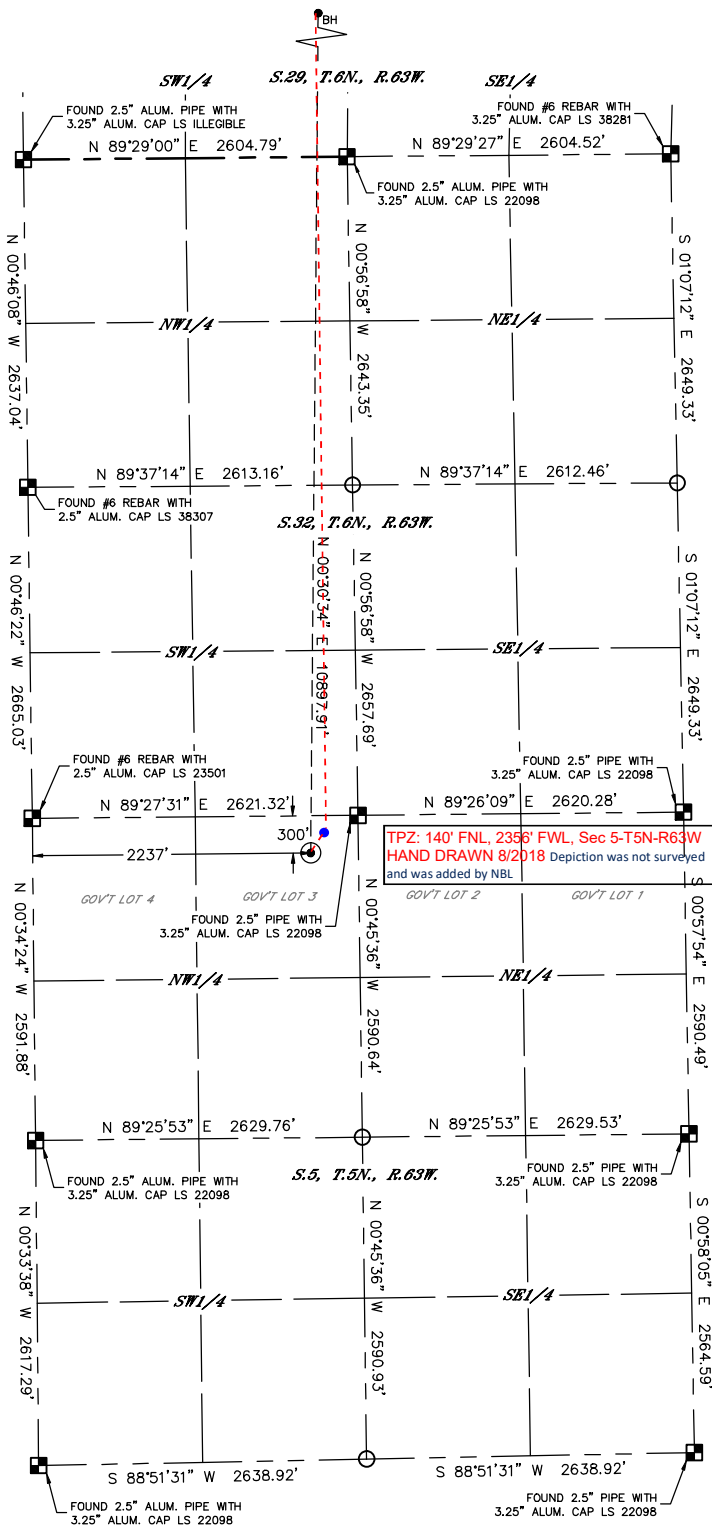 BH
SW1/4
S.29, T.6N., R.63W.
SE1/4
FOUND 2.5" ALUM. PIPE WITH
3.25" ALUM. CAP LS ILLEGIBLE
FOUND #6 REBAR WITH
3.25" ALUM. CAP LS 38281
N 89°29'00" E 2604.79'
N 89°29'27" E 2604.52'
FOUND 2.5" ALUM. PIPE WITH
3.25" ALUM. CAP LS 22098
N 00°46'08" W 2637.04'
N 00°56'58" W 2643.35'
S 01°07'12" E 2649.33'
NW1/4
NE1/4
N 89°37'14" E 2613.16'
N 89°37'14" E 2612.46'
FOUND #6 REBAR WITH
2.5" ALUM. CAP LS 38307
S.32, T.6N., R.63W.
N 00°46'22" W 2665.03'
N 00°30'34" E 10897.91'
N 00°56'58" W 2657.69'
S 01°07'12" E 2649.33'
SW1/4
SE1/4
FOUND #6 REBAR WITH
2.5" ALUM. CAP LS 23501
FOUND 2.5" PIPE WITH
3.25" ALUM. CAP LS 22098
N 89°27'31" E 2621.32'
N 89°26'09" E 2620.28'
300'
2237'
TPZ: 140' FNL, 2356' FWL, Sec 5-T5N-R63W
HAND DRAWN 8/2018 Depiction was not surveyed
and was added by NBL
GOV'T LOT 4
GOV'T LOT 3
GOV'T LOT 2
GOV'T LOT 1
FOUND 2.5" PIPE WITH
3.25" ALUM. CAP LS 22098
N 00°34'24" W 2591.88'
N 00°45'36" W 2590.64'
S 00°57'54" E 2590.49'
NW1/4
NE1/4
N 89°25'53" E 2629.76'
N 89°25'53" E 2629.53'
FOUND 2.5" ALUM. PIPE WITH
3.25" ALUM. CAP LS 22098
S.5, T.5N., R.63W.
FOUND 2.5" PIPE WITH
3.25" ALUM. CAP LS 22098
N 00°33'38" W 2617.29'
N 00°45'36" W 2590.93'
S 00°58'05" E 2564.59'
SW1/4
SE1/4
S 88°51'31" W 2638.92'
S 88°51'31" W 2638.92'
FOUND 2.5" ALUM. PIPE WITH
3.25" ALUM. CAP LS 22098
FOUND 2.5" PIPE WITH
3.25" ALUM. CAP LS 22098